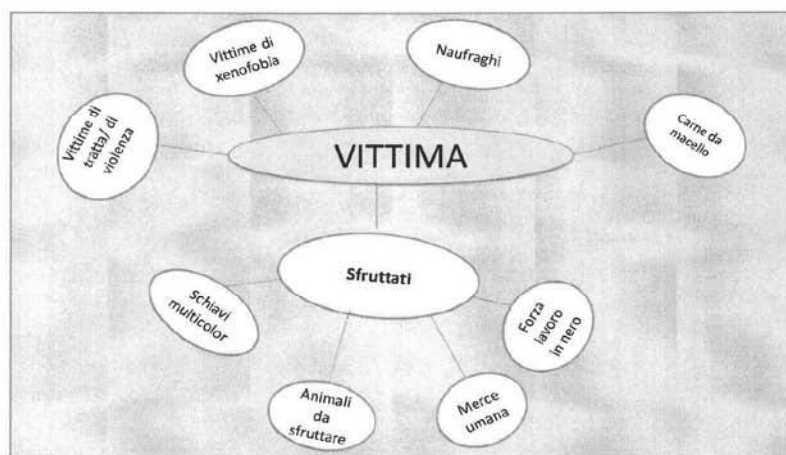 Vittime di
xenofobia
Naufraghi
Vittime di
tratta/ di
violenza
VITTIMA
Carne da
macello
Sfruttati
Schiavi
multicolor
Forza
lavoro
in nero
Animali
da
sfruttare
Merce
umana